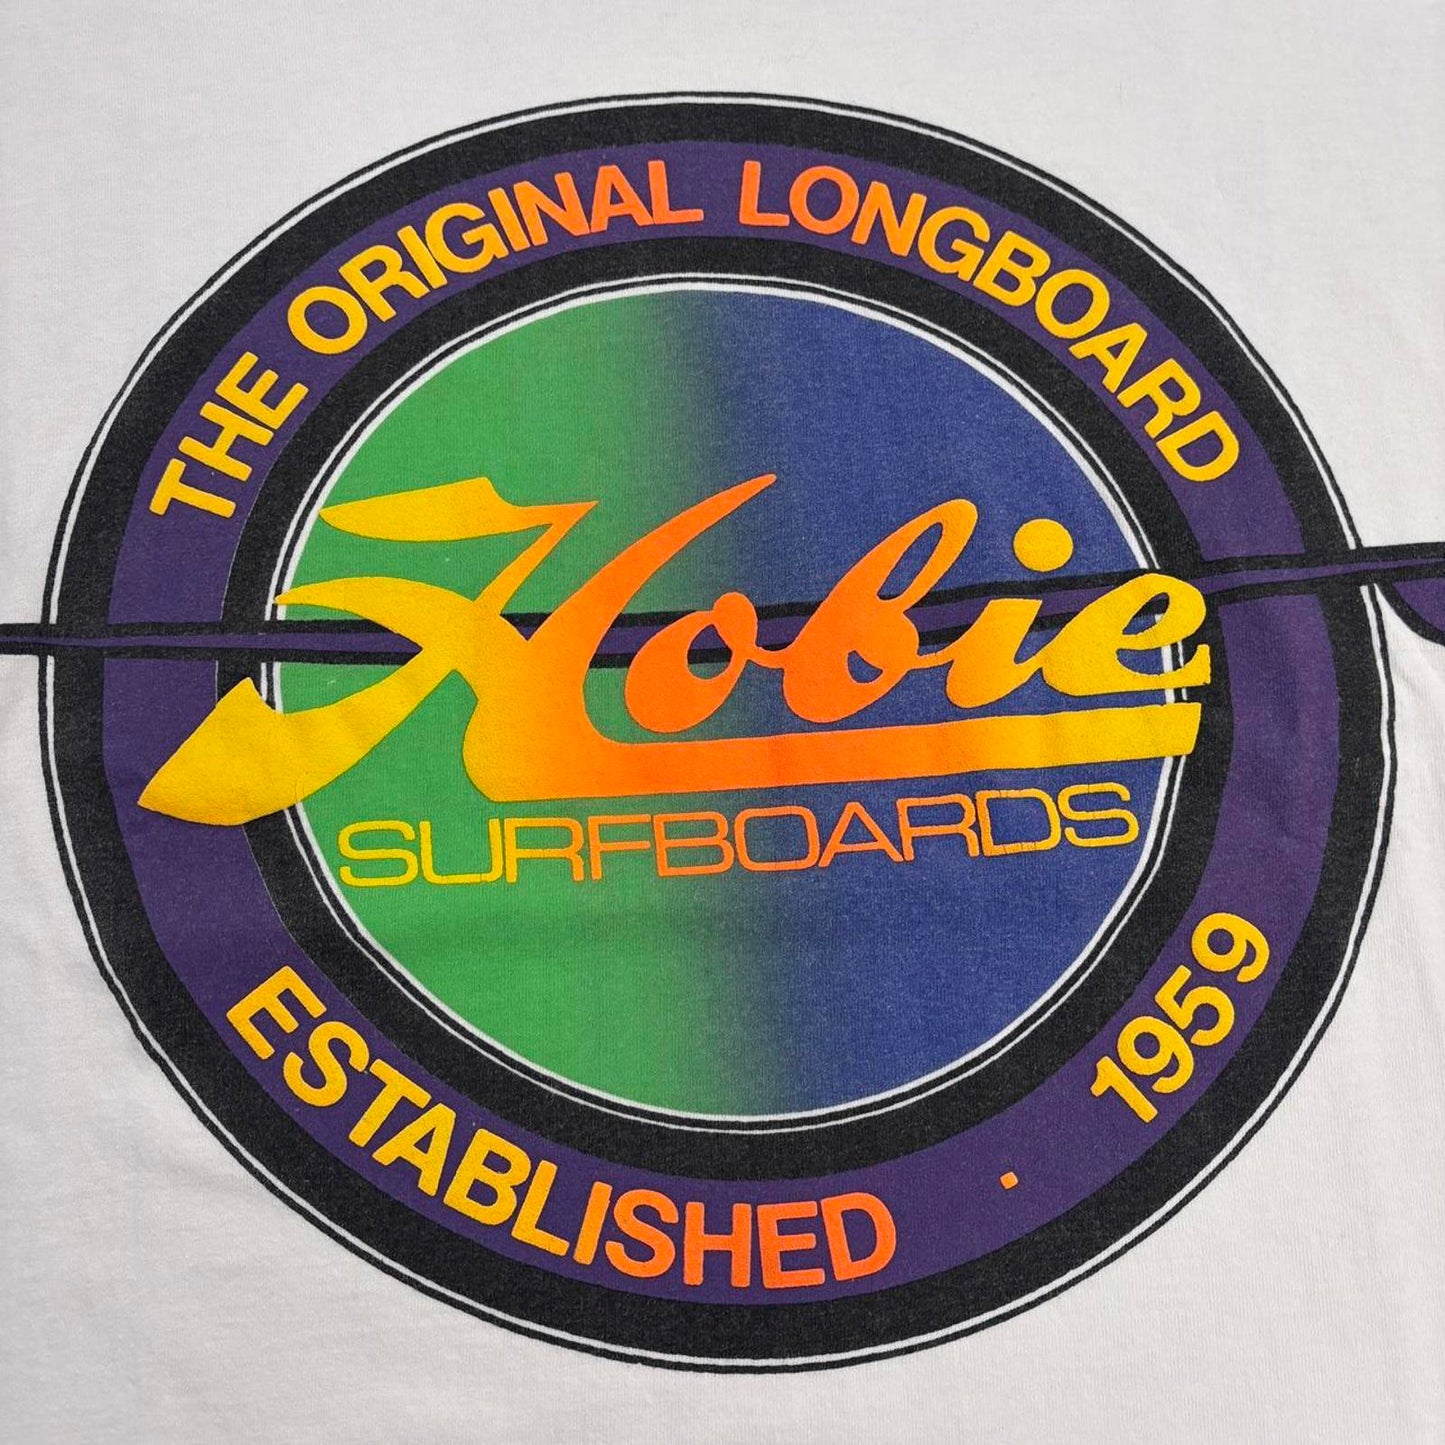 THE ORIGINAL LONGBOARD
Hobie
SURFBOARDS
ESTABLISHED · 1959